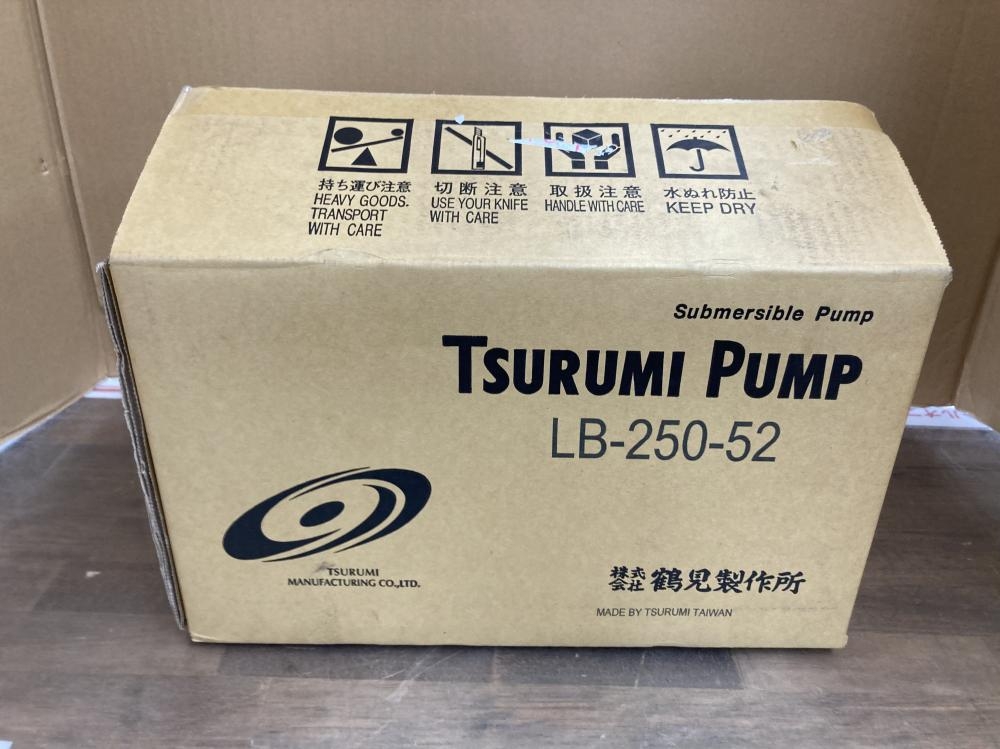 持ち運び注意
HEAVY GOODS.
TRANSPORT
WITH CARE
切断注意
USE YOUR KNIFE
WITH CARE
取扱注意
HANDLE WITH CARE
水ぬれ防止
KEEP DRY
Submersible Pump
TSURUMI PUMP
LB-250-52
TSURUMI
MANUFACTURING CO.,LTD.
株式会社 鶴見製作所
MADE BY TSURUMI TAIWAN